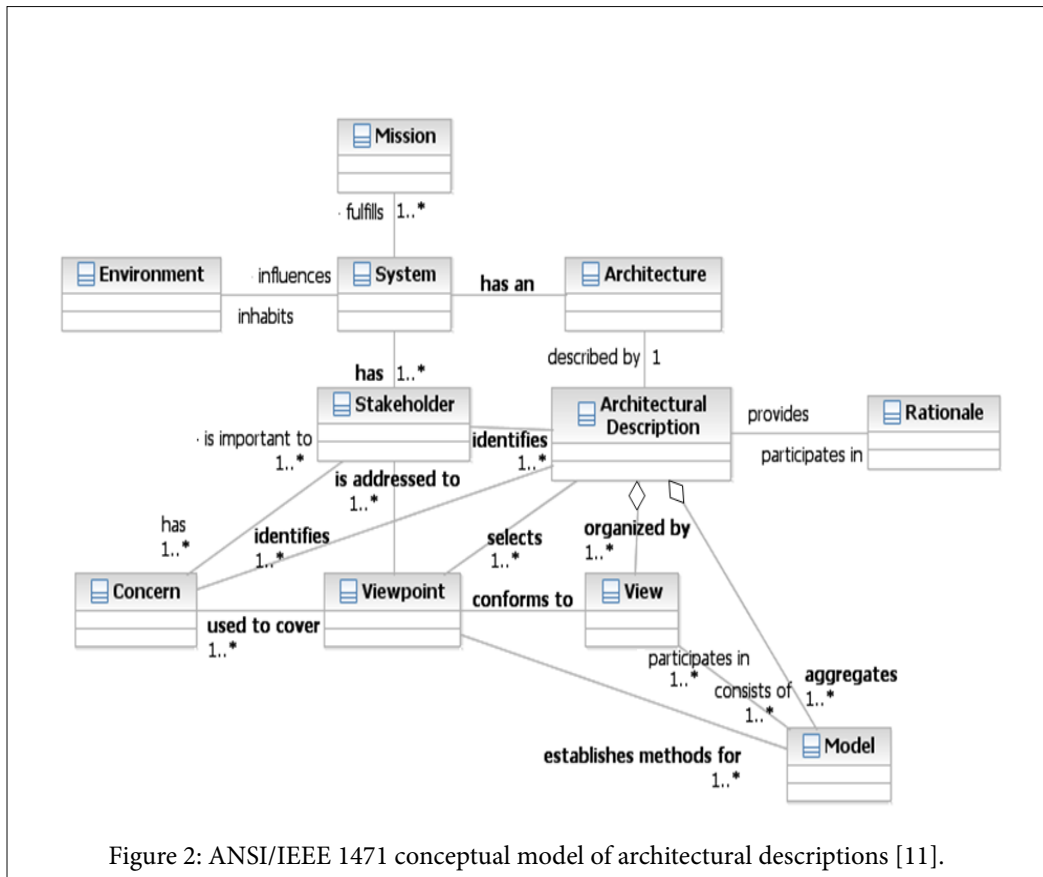 Mission
· fulfills 1..*
Environment
· influences
System
has an
Architecture
inhabits
described by 1
has 1..*
Stakeholder
Architectural
Description
provides
Rationale
· is important to
1..*
identifies
1..*
participates in
is addressed to
1..*
has
1..*
identifies
1..*
selects
1..*
organized by
1..*
Concern
Viewpoint
conforms to
View
used to cover
1..*
participates in
1..*
consists of
1..*
aggregates
1..*
Model
establishes methods for
1..*
Figure 2: ANSI/IEEE 1471 conceptual model of architectural descriptions [11].